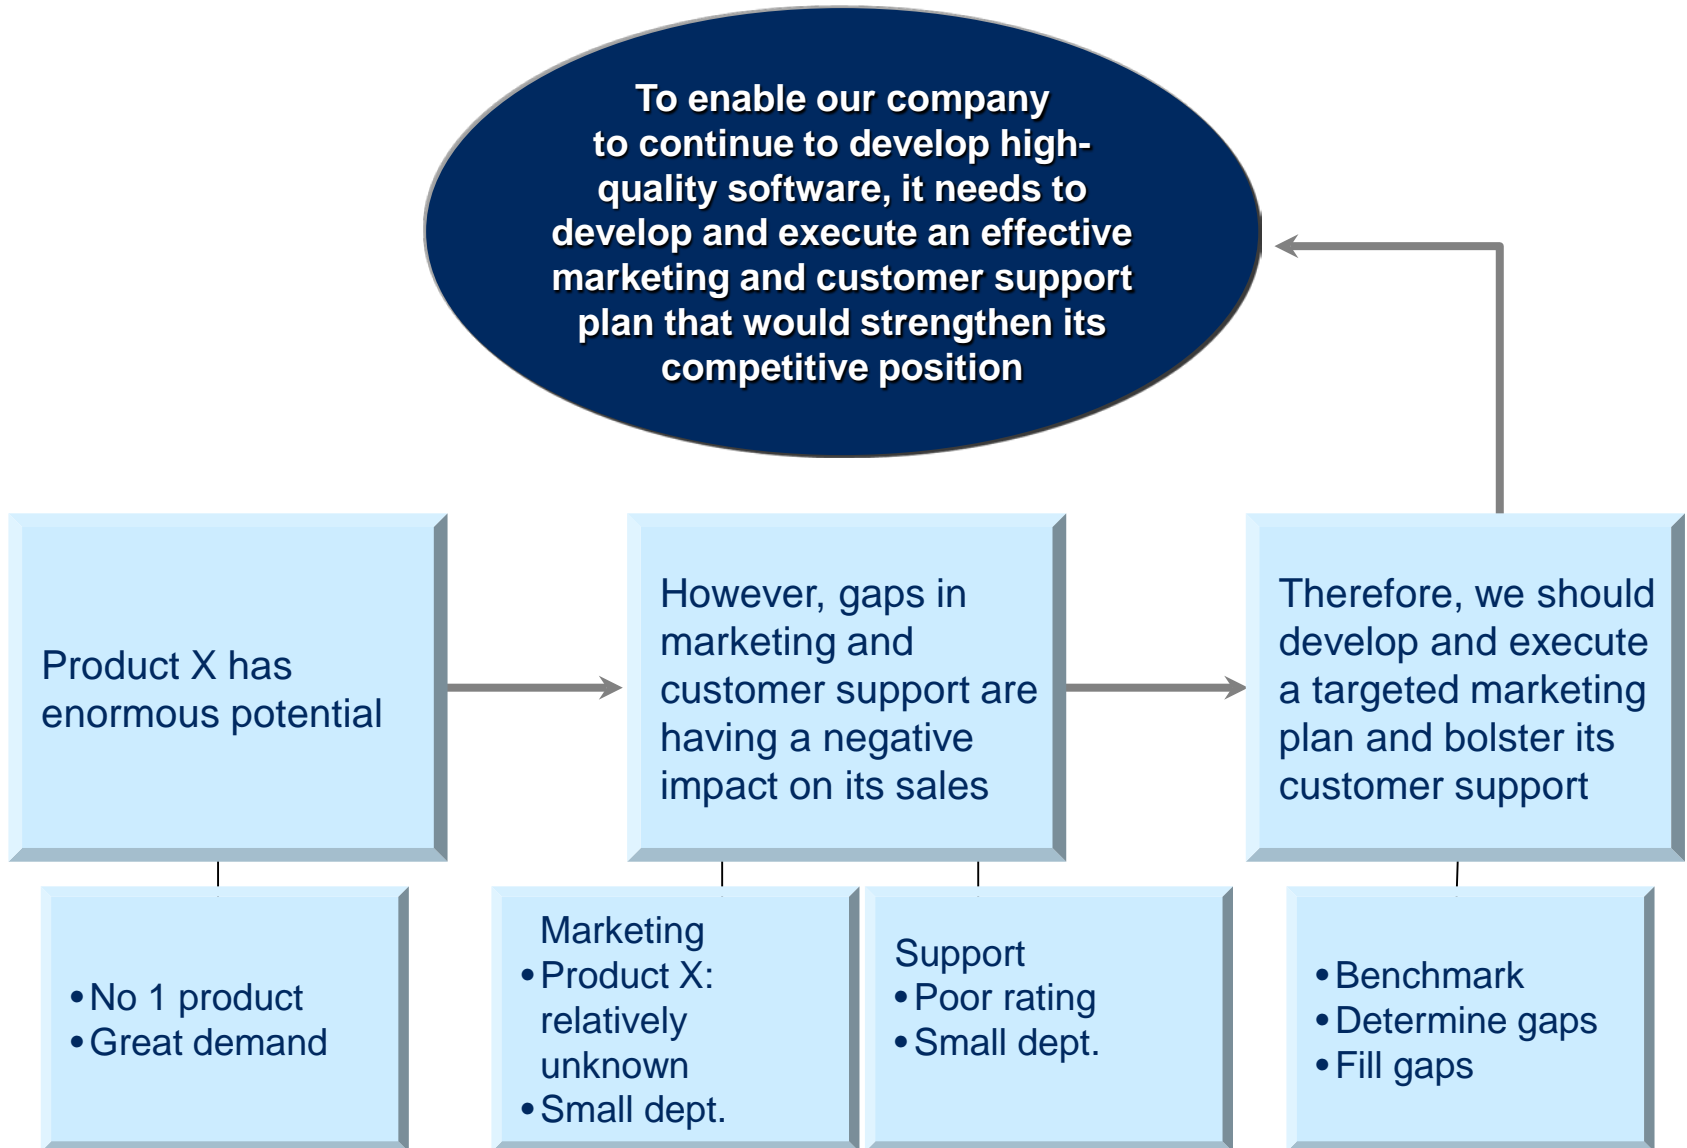 To enable our company
to continue to develop high-
quality software, it needs to
develop and execute an effective
marketing and customer support
plan that would strengthen its
competitive position
Product X has
enormous potential
However, gaps in
marketing and
customer support are
having a negative
impact on its sales
Therefore, we should
develop and execute
a targeted marketing
plan and bolster its
customer support
•No 1 product
•Great demand
Marketing
•Product X:
relatively
unknown
•Small dept.
Support
•Poor rating
•Small dept.
•Benchmark
•Determine gaps
•Fill gaps